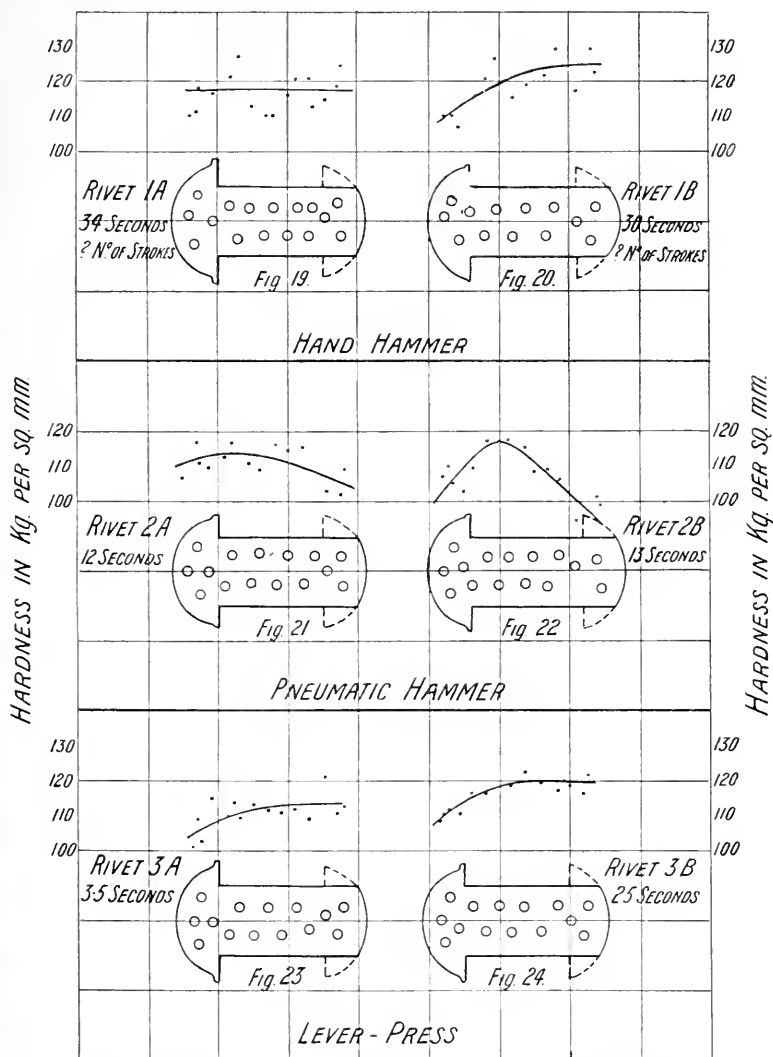 130
120
110
100
130
120
110
100
RIVET 1A
34 SECONDS
? No. OF STROKES
Fig. 19.
RIVET 1B
30 SECONDS
? No. OF STROKES
Fig. 20.
HAND HAMMER
HARDNESS IN Kg. PER SQ. MM.
HARDNESS IN Kg. PER SQ. MM.
120
110
100
120
110
100
RIVET 2A
12 SECONDS
Fig. 21
RIVET 2B
13 SECONDS
Fig. 22
PNEUMATIC HAMMER
130
120
110
100
130
120
110
100
RIVET 3A
3·5 SECONDS
Fig. 23
RIVET 3B
25 SECONDS
Fig. 24.
LEVER-PRESS